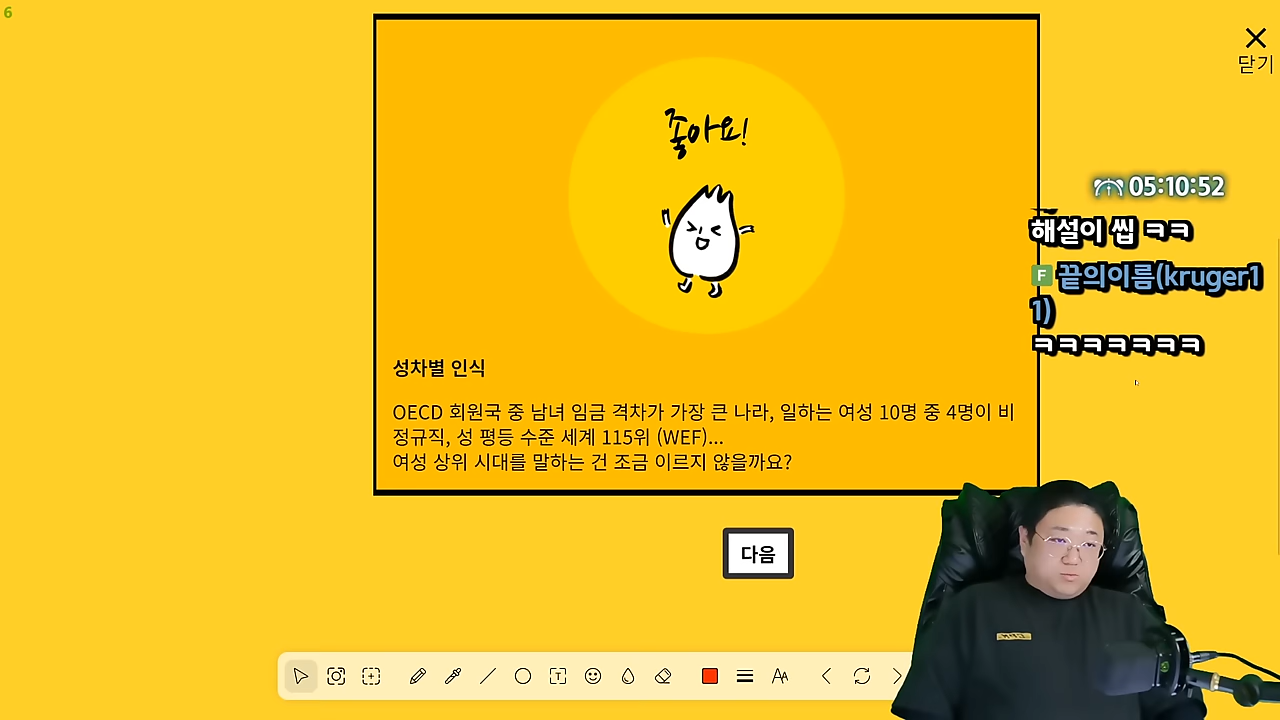 6
좋아요!
닫기
05:10:52
해설이 씹 ㅋㅋ
F 끝의이름(kruger1
1)
ㅋㅋㅋㅋㅋㅋㅋ
성차별 인식
OECD 회원국 중 남녀 임금 격차가 가장 큰 나라, 일하는 여성 10명 중 4명이 비
정규직, 성 평등 수준 세계 115위 (WEF)...
여성 상위 시대를 말하는 건 조금 이르지 않을까요?
다음